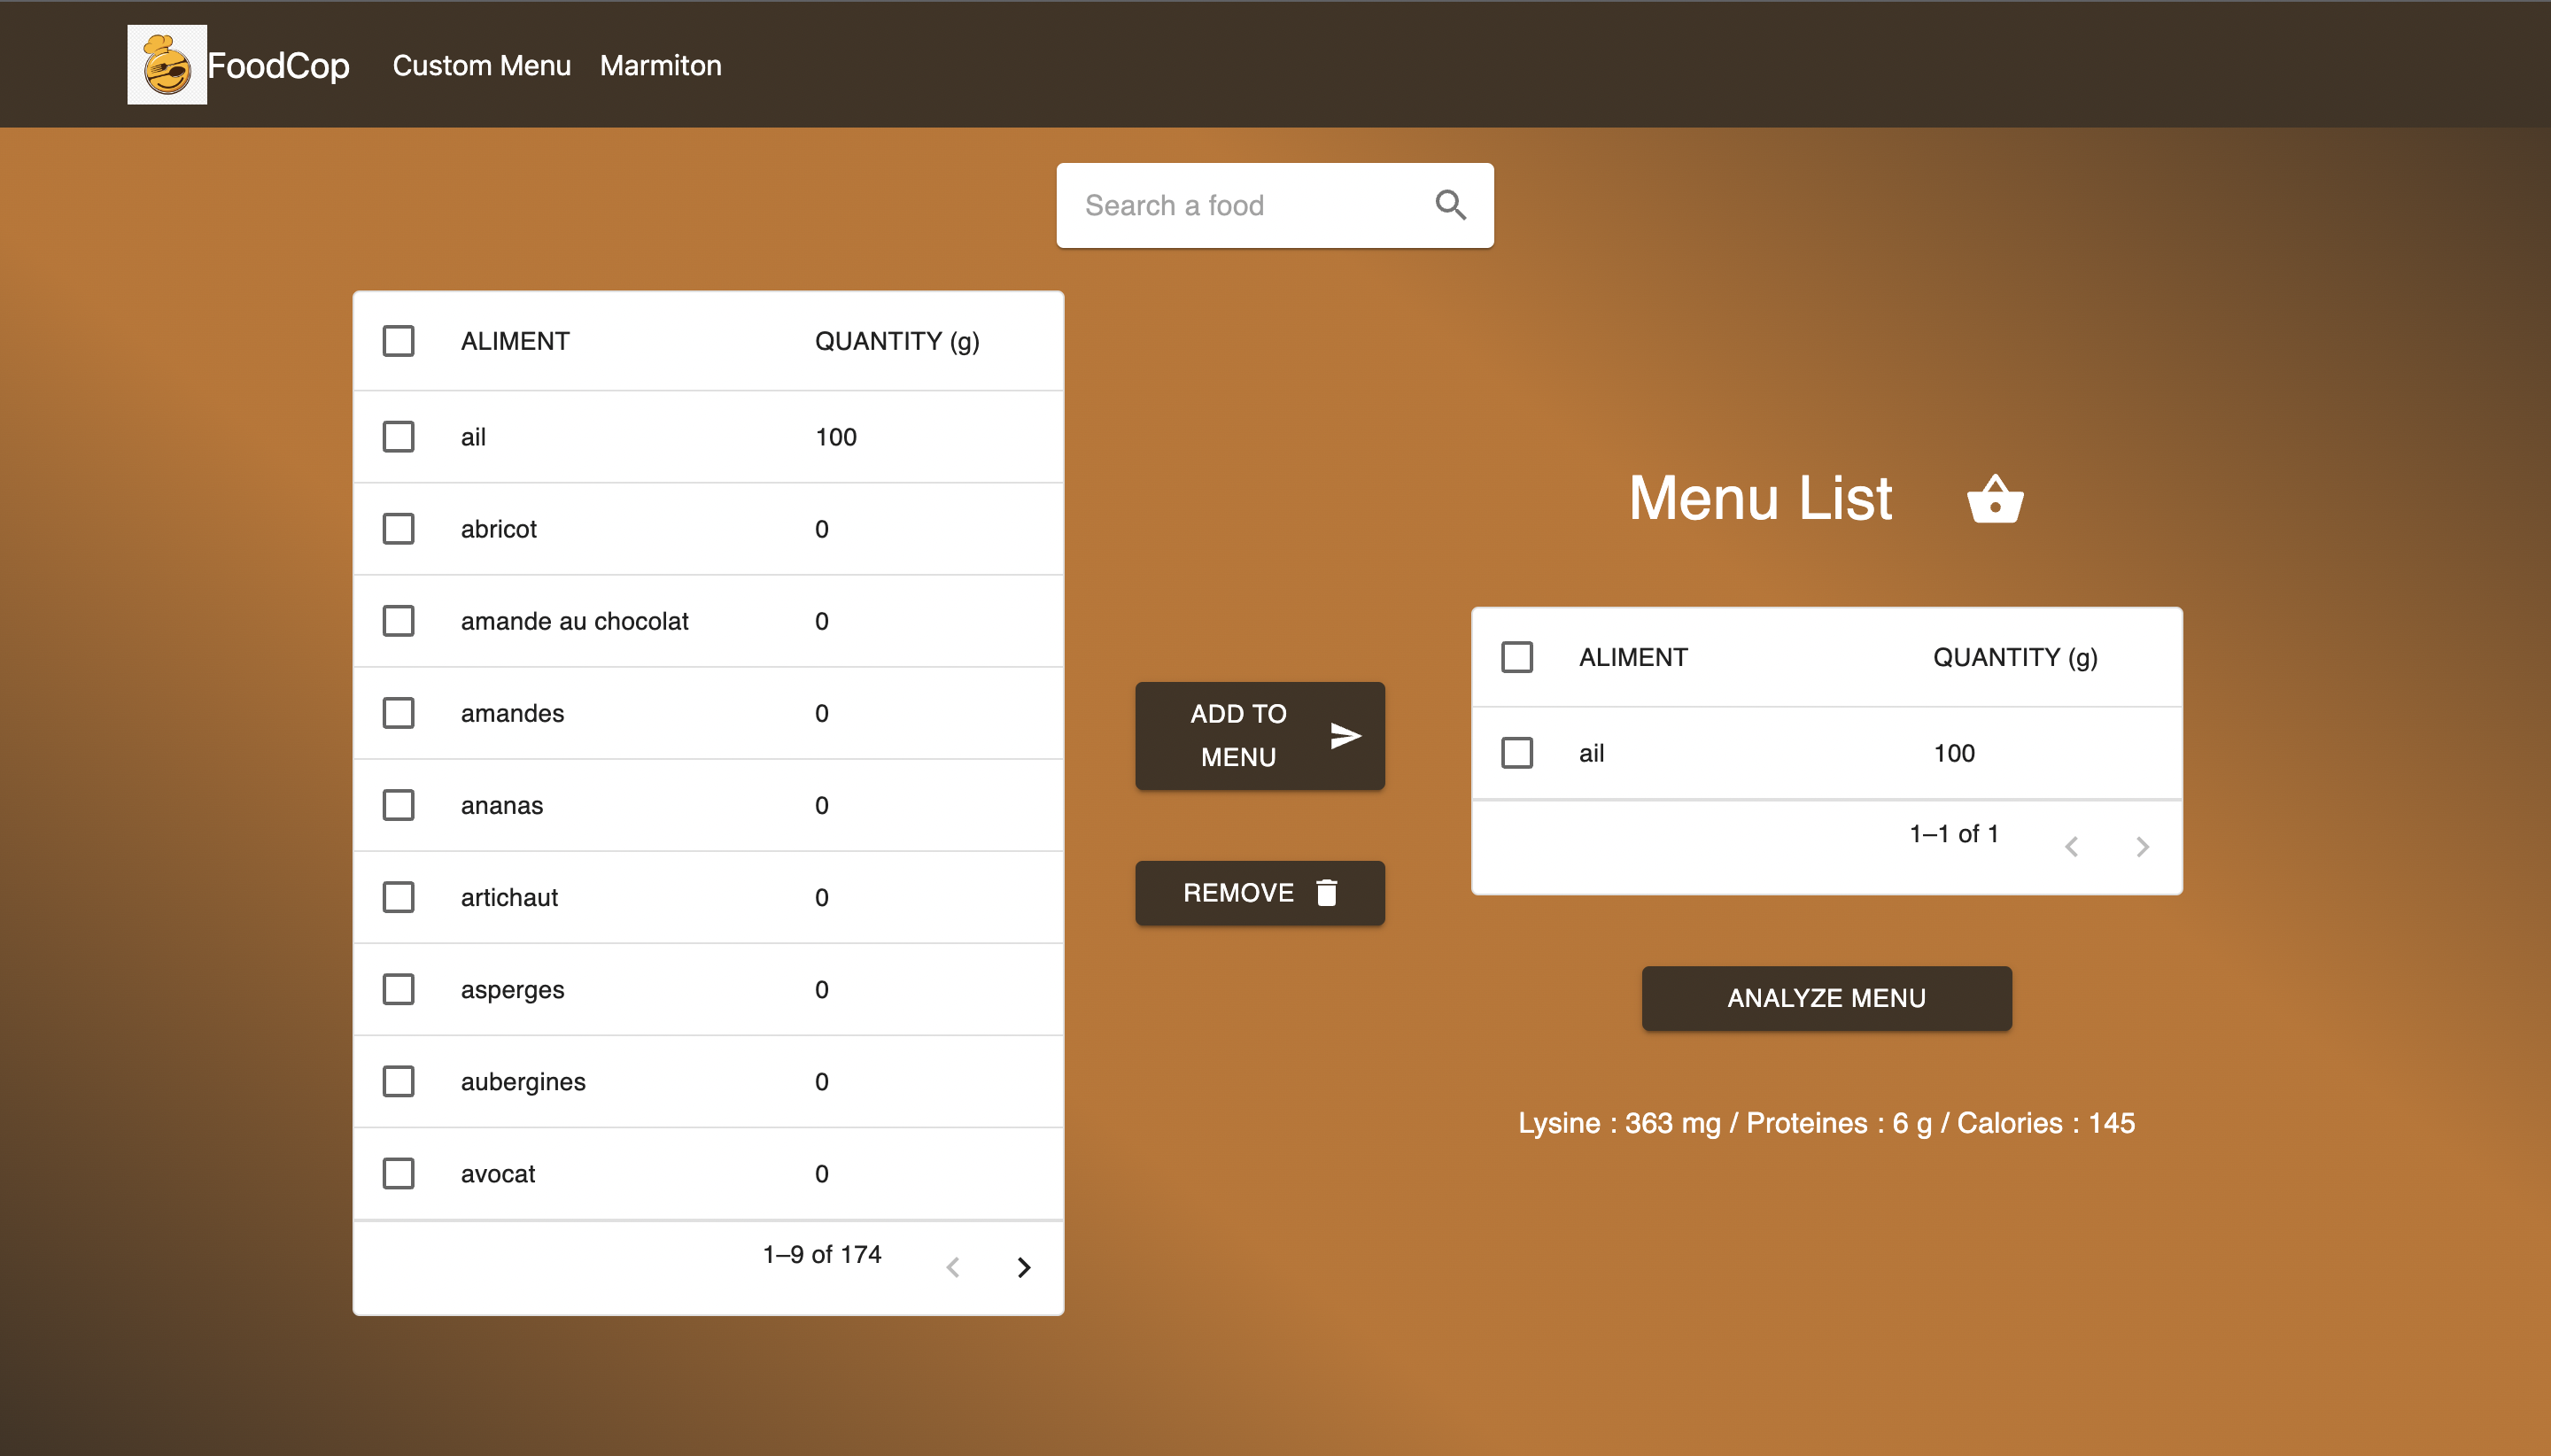 FoodCop
Custom Menu
Marmiton
Search a food
ALIMENT QUANTITY (g)
ail 100
abricot 0
amande au chocolat 0
amandes 0
ananas 0
artichaut 0
asperges 0
aubergines 0
avocat 0
1–9 of 174
ADD TO
MENU
REMOVE
Menu List
ALIMENT QUANTITY (g)
ail 100
1–1 of 1
ANALYZE MENU
Lysine : 363 mg / Proteines : 6 g / Calories : 145